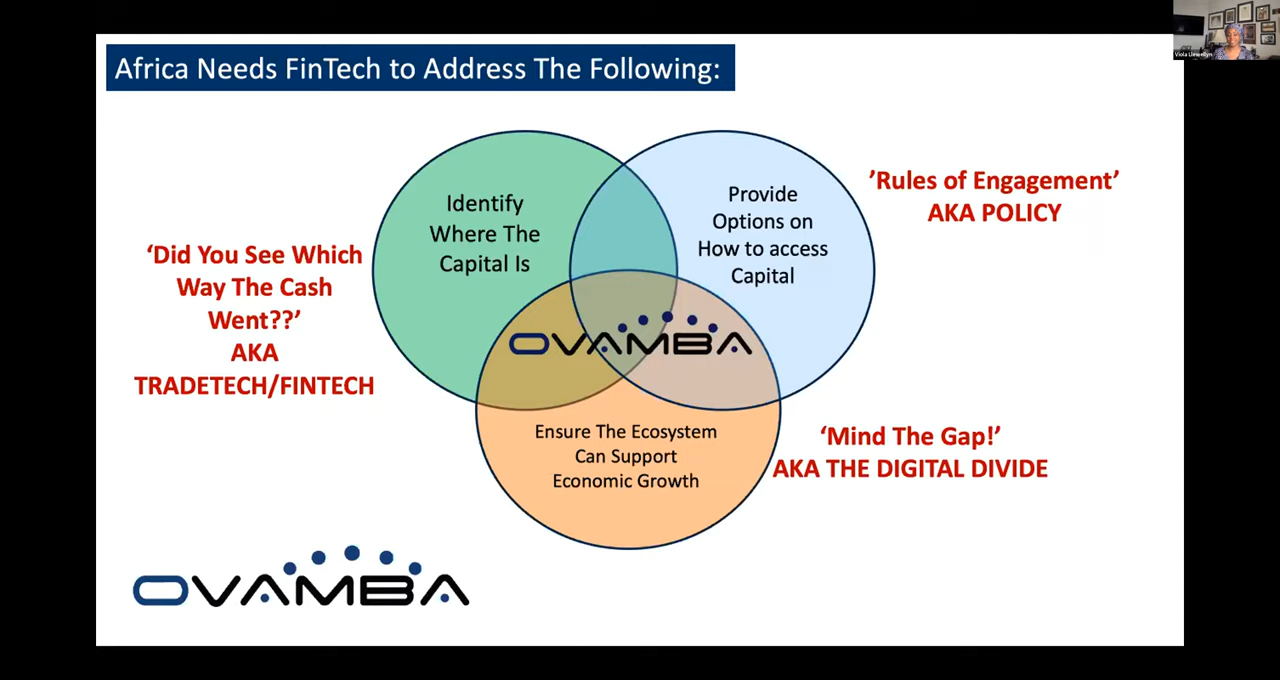 Africa Needs FinTech to Address The Following:
Viola Llewellyn
Identify
Where The
Capital Is
Provide
Options on
How to access
Capital
’Rules of Engagement’
AKA POLICY
‘Did You See Which
Way The Cash
Went??’
AKA
TRADETECH/FINTECH
OVAMBA
Ensure The Ecosystem
Can Support
Economic Growth
‘Mind The Gap!’
AKA THE DIGITAL DIVIDE
OVAMBA